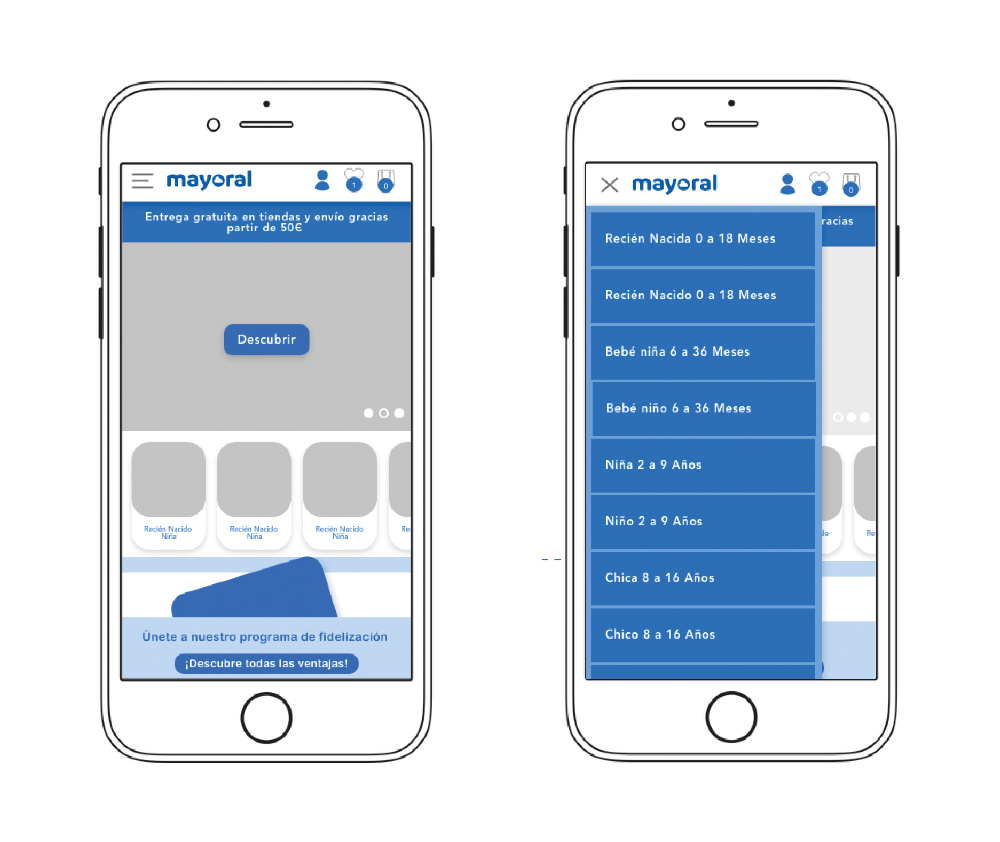 mayoral
1
0
Entrega gratuita en tiendas y envío gracias
partir de 50€
Descubrir
Recién Nacido
Niña
Recién Nacido
Niña
Recién Nacido
Niña
Re
Únete a nuestro programa de fidelización
¡Descubre todas las ventajas!
mayoral
1
0
racias
Recién Nacida 0 a 18 Meses
Recién Nacido 0 a 18 Meses
Bebé niña 6 a 36 Meses
Bebé niño 6 a 36 Meses
Niña 2 a 9 Años
Niño 2 a 9 Años
Chica 8 a 16 Años
Chico 8 a 16 Años
Re